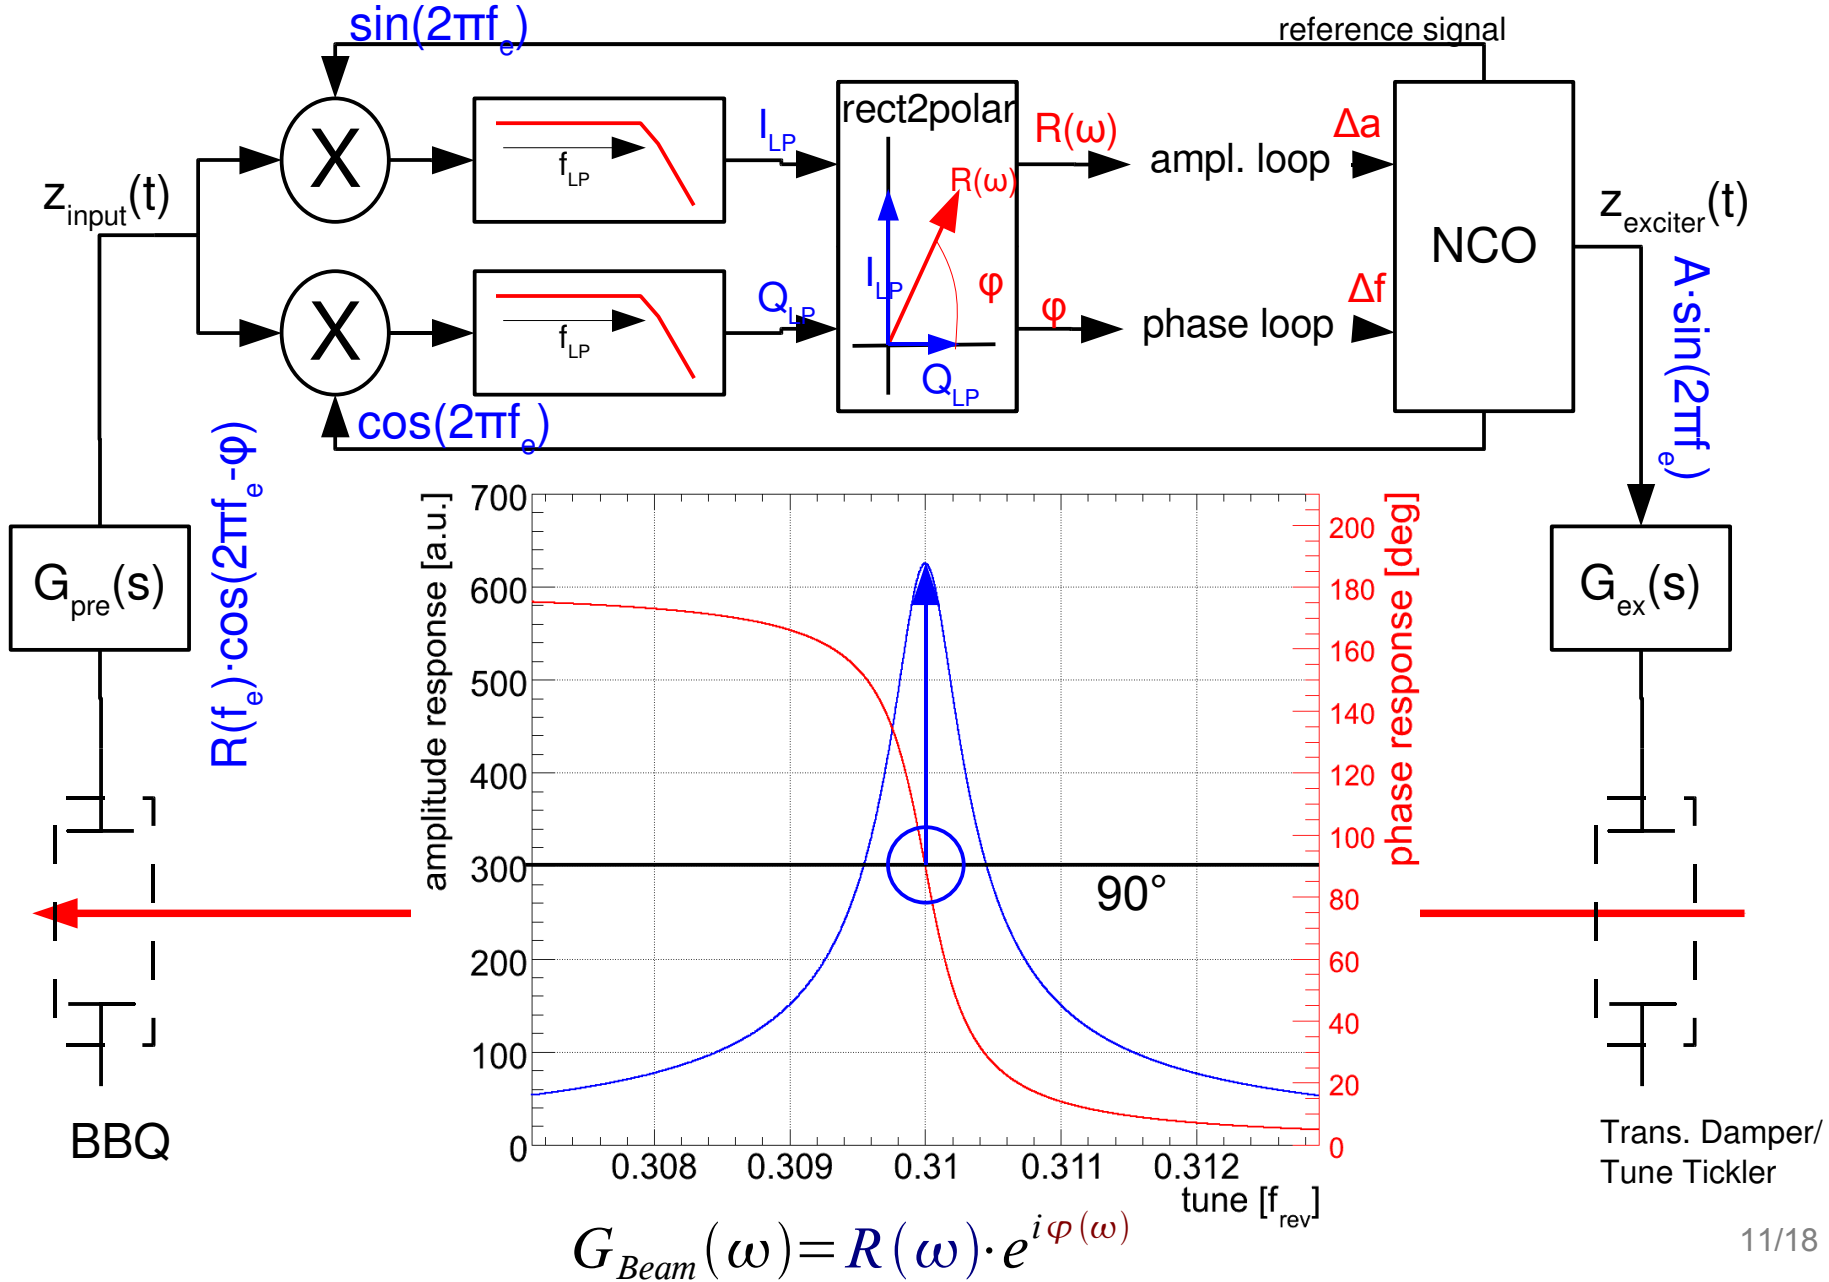 sin(2πf_e)
reference signal
X
f_LP
I_LP
rect2polar
R(ω)
I_LP
φ
Q_LP
R(ω)
ampl. loop
Δa
z_input(t)
NCO
z_exciter(t)
X
f_LP
Q_LP
φ
phase loop
Δf
cos(2πf_e)
A·sin(2πf_e)
R(f_e)·cos(2πf_e-φ)
G_pre(s)
G_ex(s)
amplitude response [a.u.]
700
600
500
400
300
200
100
0
90°
phase response [deg]
200
180
160
140
120
100
80
60
40
20
0
0.308 0.309 0.31 0.311 0.312
tune [f_rev]
BBQ
Trans. Damper/
Tune Tickler
G_Beam(ω)=R(ω)·e^{iφ(ω)}
11/18